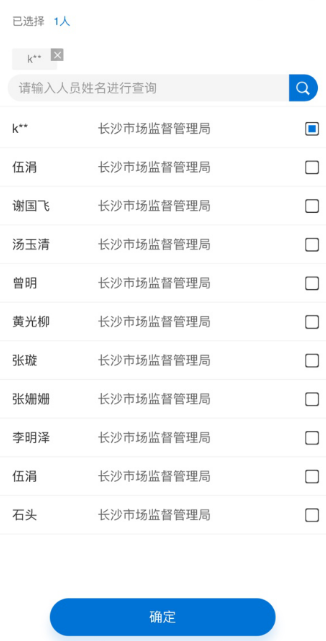 已选择 1人
k**
请输入人员姓名进行查询
k** 长沙市场监督管理局
伍涓 长沙市场监督管理局
谢国飞 长沙市场监督管理局
汤玉清 长沙市场监督管理局
曾明 长沙市场监督管理局
黄光柳 长沙市场监督管理局
张璇 长沙市场监督管理局
张姗姗 长沙市场监督管理局
李明泽 长沙市场监督管理局
伍涓 长沙市场监督管理局
石头 长沙市场监督管理局
确定